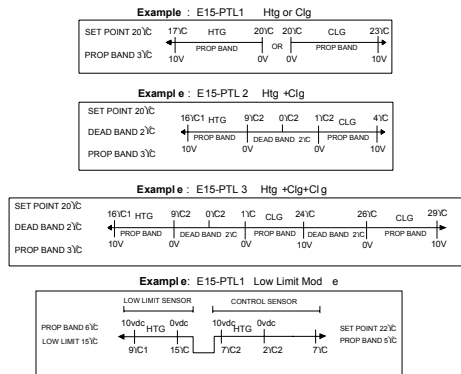 Example : E15-PTL1 Htg or Clg
SET POINT 20℃
PROP BAND 3℃
17℃ HTG 20℃ 20℃ CLG 23℃
PROP BAND OR PROP BAND
10V 0V 0V 10V
Example : E15-PTL 2 Htg +Clg
SET POINT 20℃
DEAD BAND 2℃
PROP BAND 3℃
16℃1 HTG 9℃2 0℃2 1℃2 CLG 4℃
PROP BAND DEAD BAND 2℃ PROP BAND
10V 0V 0V 10V
Example : E15-PTL 3 Htg +Clg+Clg
SET POINT 20℃
DEAD BAND 2℃
PROP BAND 3℃
16℃1 HTG 9℃2 0℃2 1℃ CLG 24℃ 26℃ CLG 29℃
PROP BAND DEAD BAND 2℃ PROP BAND DEAD BAND 2℃ PROP BAND
10V 0V 0V 10V 0V 10V
Example: E15-PTL1 Low Limit Mod e
LOW LIMIT SENSOR CONTROL SENSOR
PROP BAND 6℃
LOW LIMIT 15℃
10vdc 0vdc 10vdc 0vdc
HTG HTG
9℃1 15℃ 7℃2 2℃2 7℃
SET POINT 22℃
PROP BAND 5℃